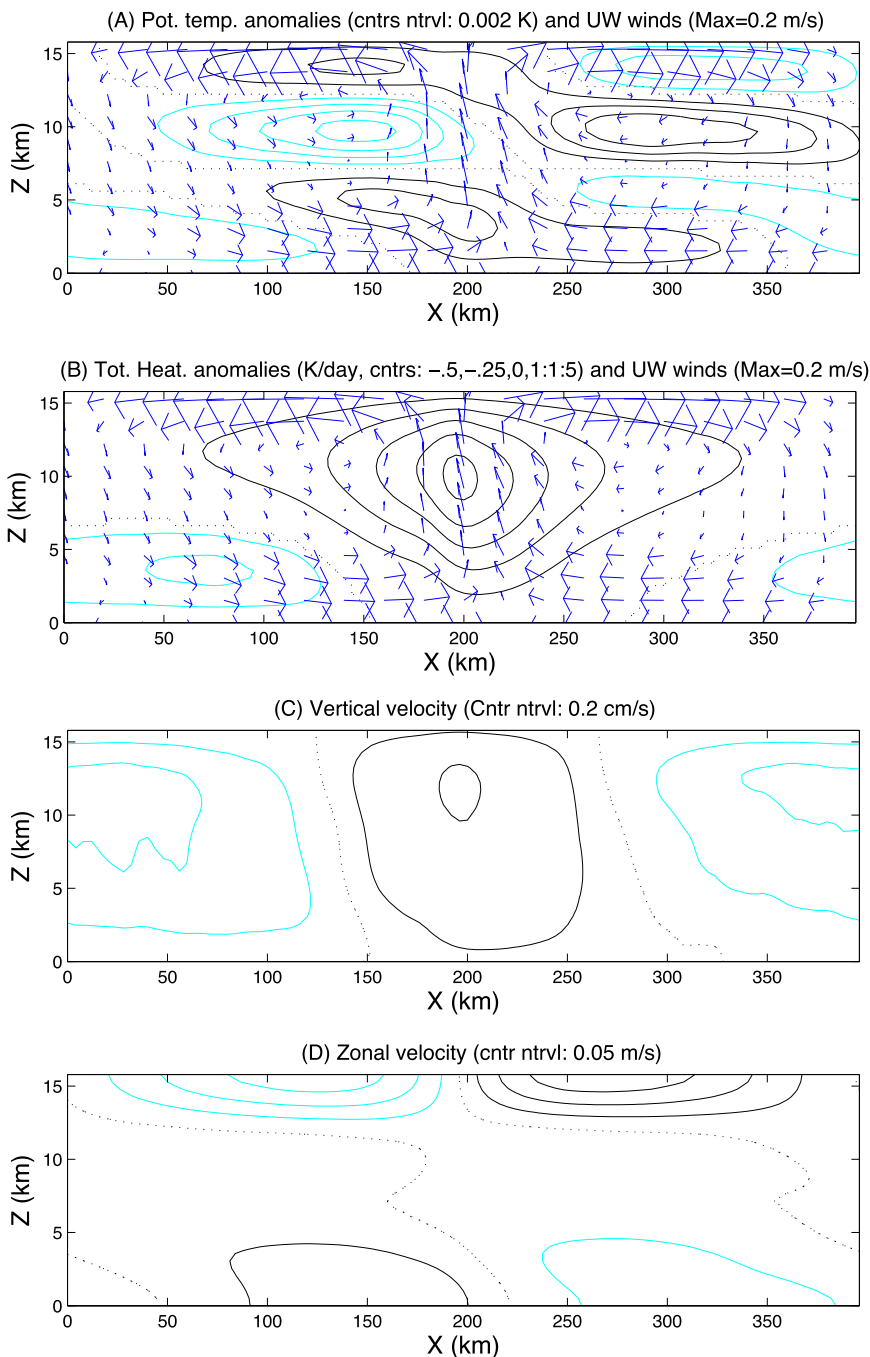 (A) Pot. temp. anomalies (cntrs ntrvl: 0.002 K) and UW winds (Max=0.2 m/s)
15
10
5
0
Z (km)
0 50 100 150 200 250 300 350
X (km)
(B) Tot. Heat. anomalies (K/day, cntrs: −.5,−.25,0,1:1:5) and UW winds (Max=0.2 m/s)
15
10
5
0
Z (km)
0 50 100 150 200 250 300 350
X (km)
(C) Vertical velocity (Cntr ntrvl: 0.2 cm/s)
15
10
5
0
Z (km)
0 50 100 150 200 250 300 350
X (km)
(D) Zonal velocity (cntr ntrvl: 0.05 m/s)
15
10
5
0
Z (km)
0 50 100 150 200 250 300 350
X (km)